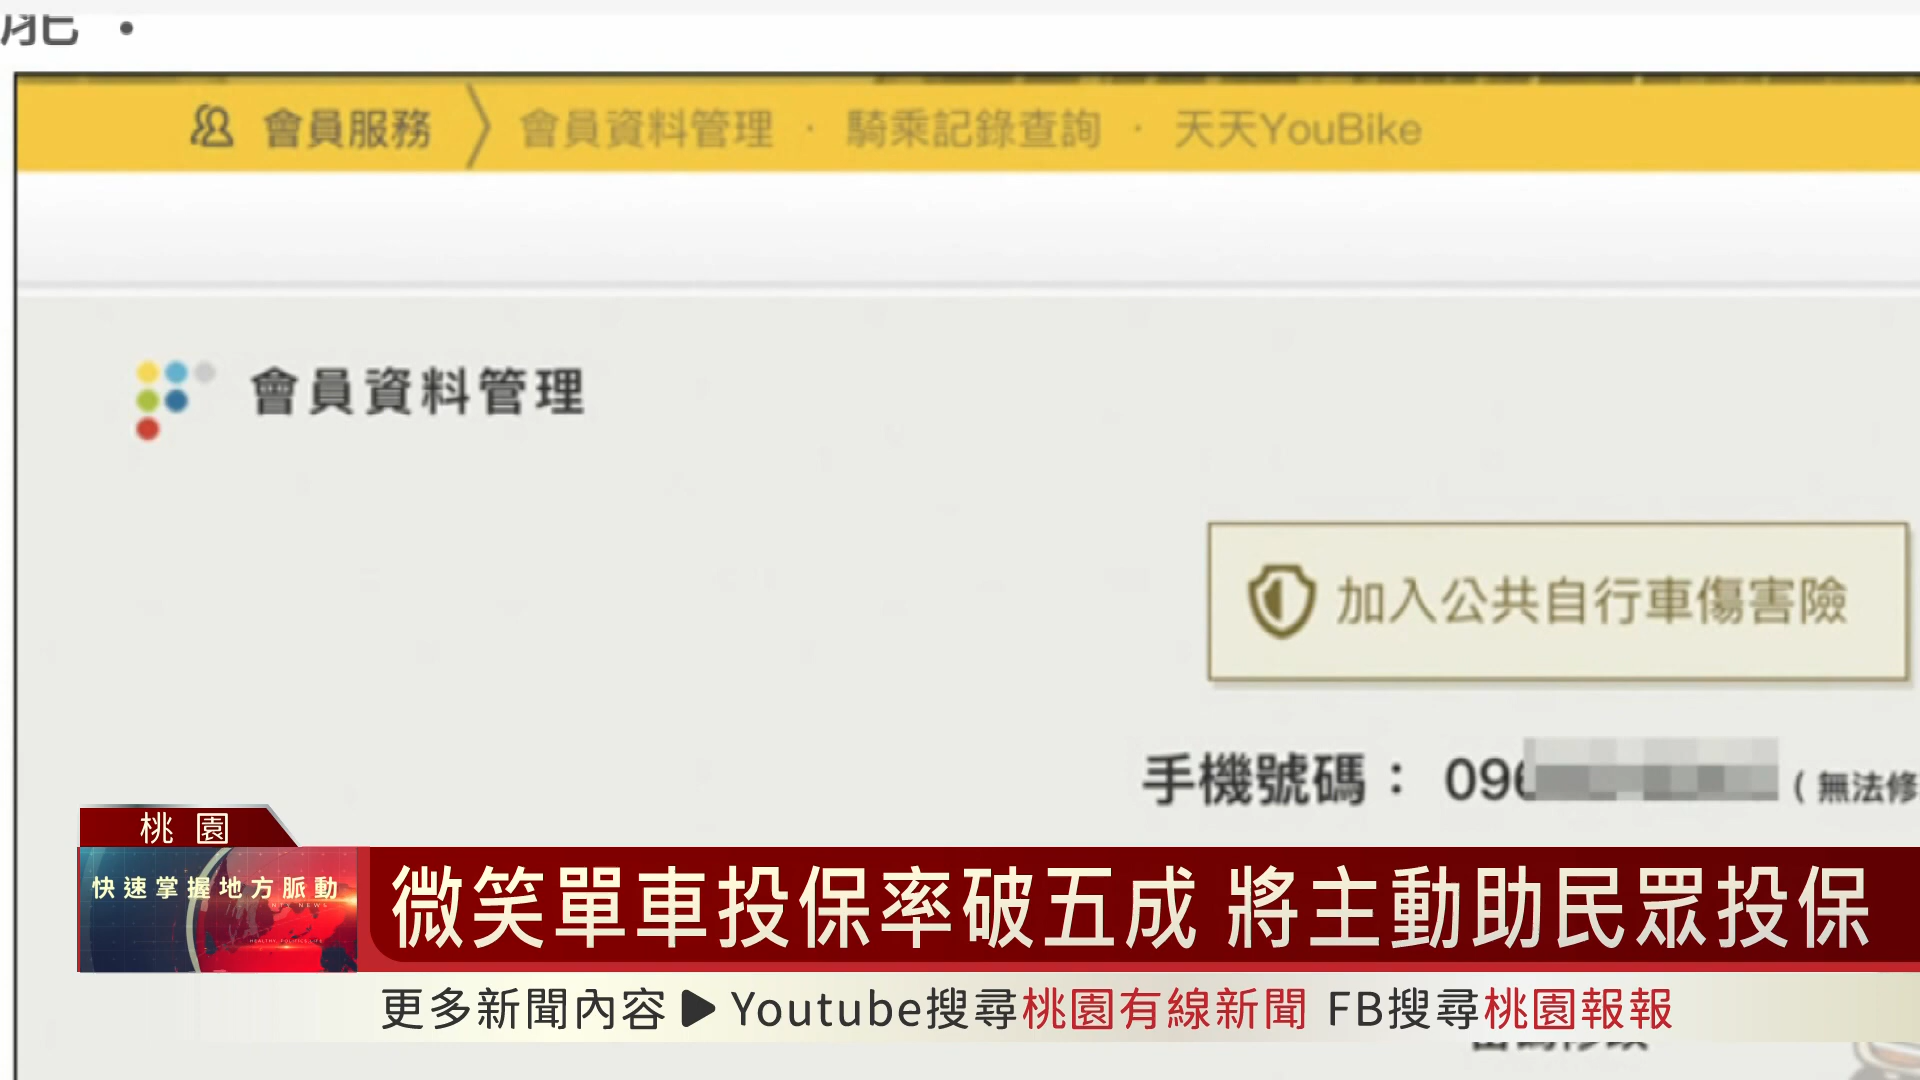 會員服務 會員資料管理 · 騎乘記錄查詢 · 天天YouBike
會員資料管理
加入公共自行車傷害險
手機號碼： 096 （無法修
桃園
快速掌握地方脈動
微笑單車投保率破五成 將主動助民眾投保
更多新聞內容▶Youtube搜尋桃園有線新聞 FB搜尋桃園報報